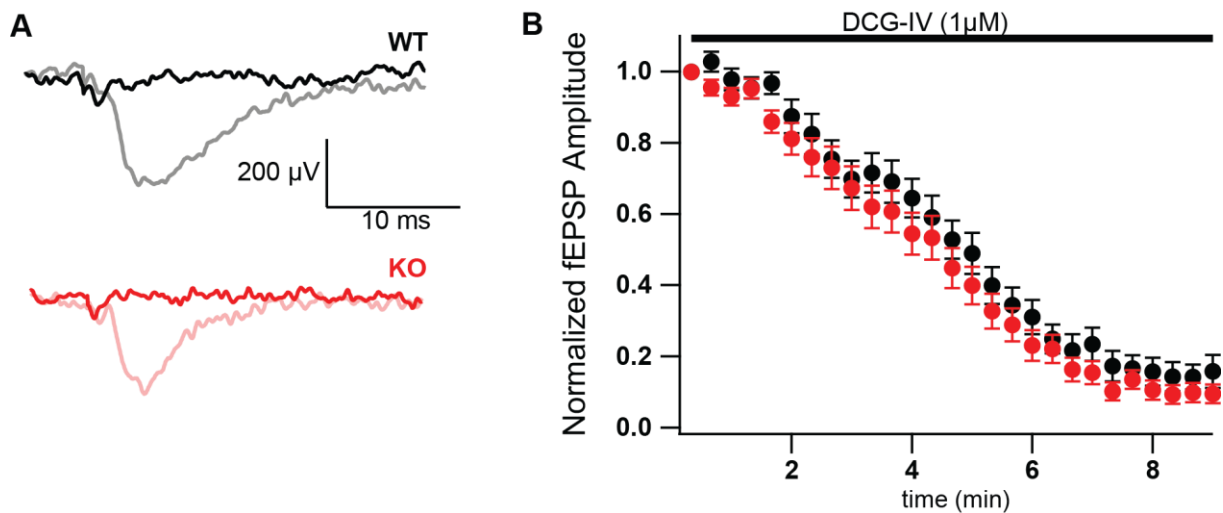 A
WT
200 µV
10 ms
KO
B
DCG-IV (1µM)
Normalized fEPSP Amplitude
1.0
0.8
0.6
0.4
0.2
0.0
2 4 6 8
time (min)